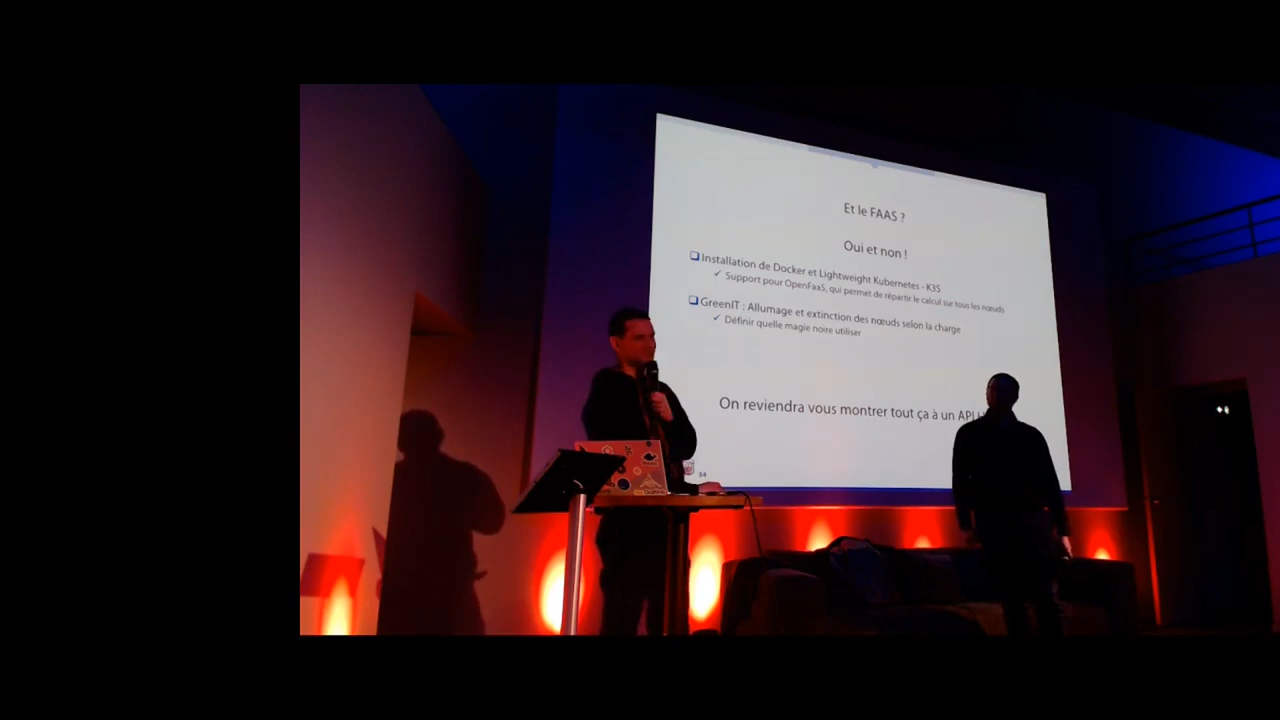 Et le FAAS ?
Oui et non !
Installation de Docker et Lightweight Kubernetes - K3S
Support pour OpenFaaS, qui permet de répartir le calcul sur tous les nœuds
GreenIT : Allumage et extinction des nœuds selon la charge
Définir quelle magie noire utiliser
On reviendra vous montrer tout ça à un
54